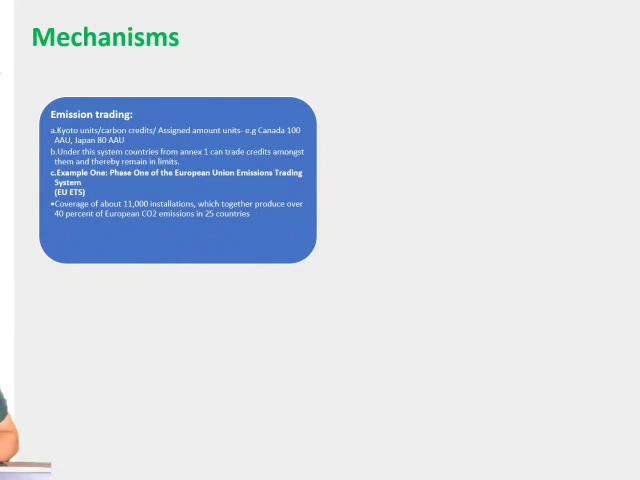 Mechanisms
Emission trading:
a.Kyoto units/carbon credits/ Assigned amount units- e.g Canada 100
AAU, Japan 80 AAU
b.Under this system countries from annex 1 can trade credits amongst
them and thereby remain in limits.
c.Example One: Phase One of the European Union Emissions Trading
System
(EU ETS)
•Coverage of about 11,000 installations, which together produce over
40 percent of European CO2 emissions in 25 countries